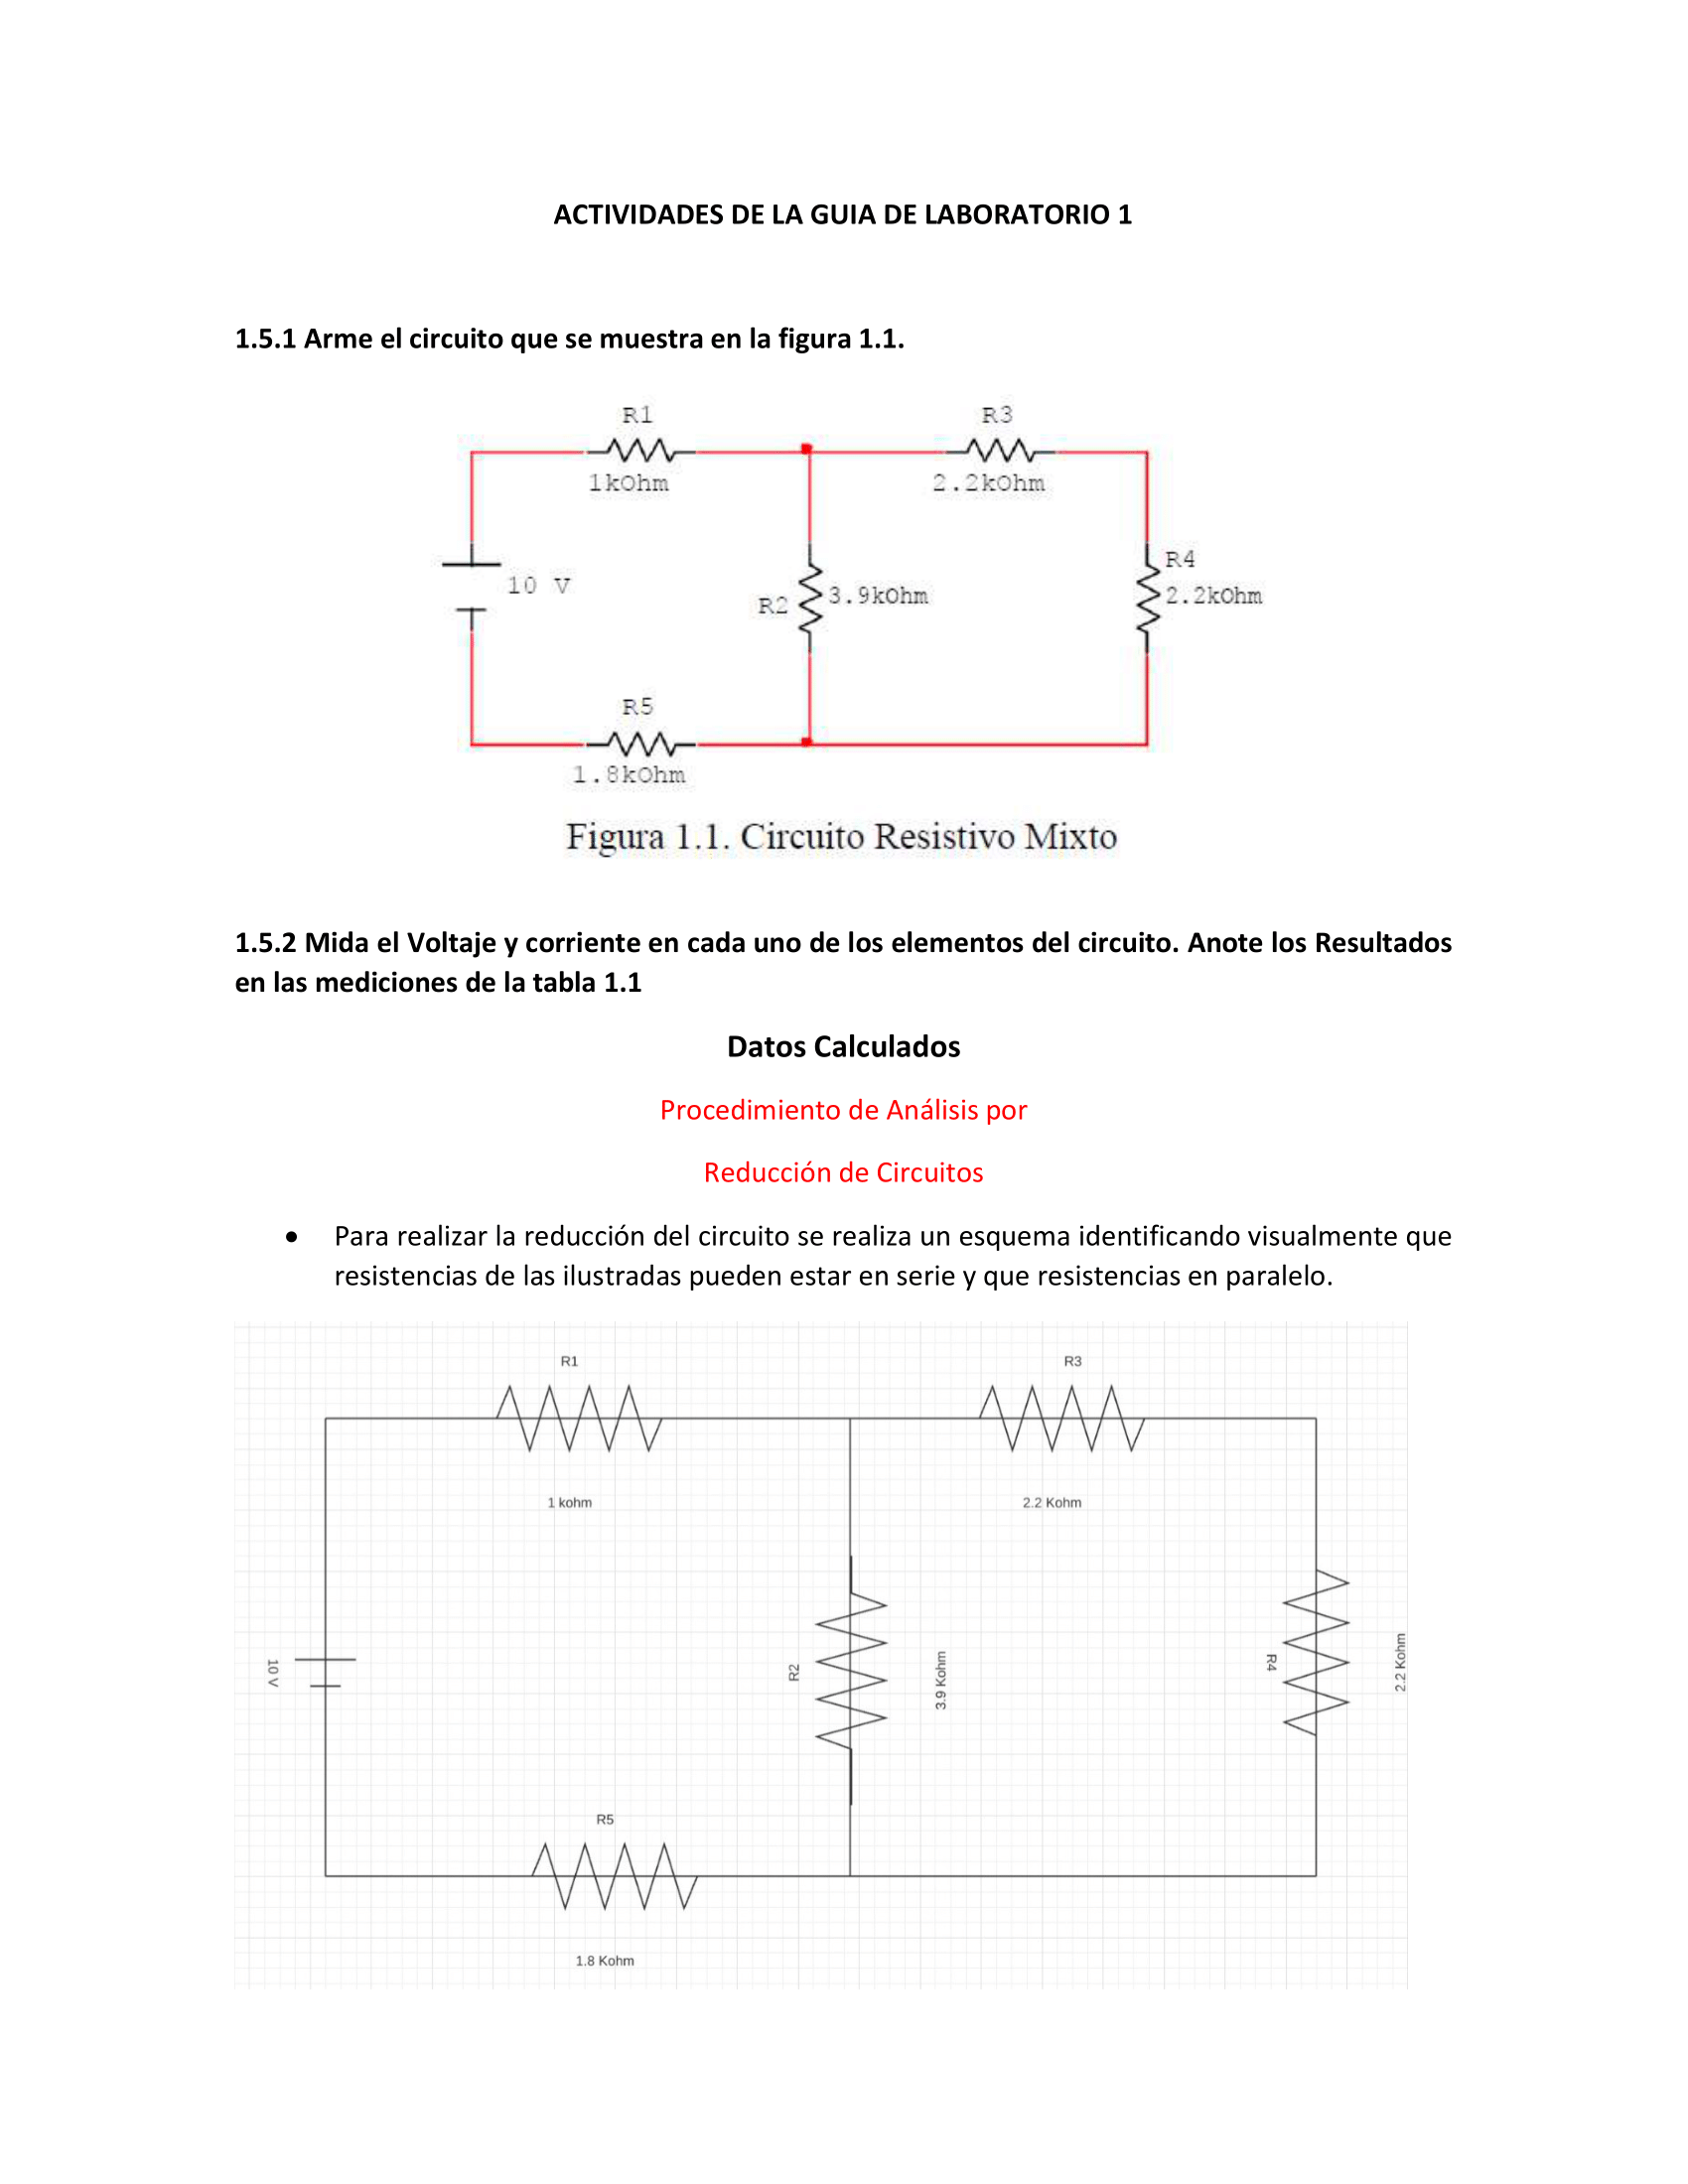 ACTIVIDADES DE LA GUIA DE LABORATORIO 1
1.5.1 Arme el circuito que se muestra en la figura 1.1.
R1
R3
1kOhm
2.2kOhm
10 V
R2
3.9kOhm
R4
2.2kOhm
R5
1.8kOhm
Figura 1.1. Circuito Resistivo Mixto
1.5.2 Mida el Voltaje y corriente en cada uno de los elementos del circuito. Anote los Resultados
en las mediciones de la tabla 1.1
Datos Calculados
Procedimiento de Análisis por
Reducción de Circuitos
• Para realizar la reducción del circuito se realiza un esquema identificando visualmente que
resistencias de las ilustradas pueden estar en serie y que resistencias en paralelo.
R1
R3
1 kohm
2.2 Kohm
10 V
R2
3.9 Kohm
R4
2.2 Kohm
R5
1.8 Kohm